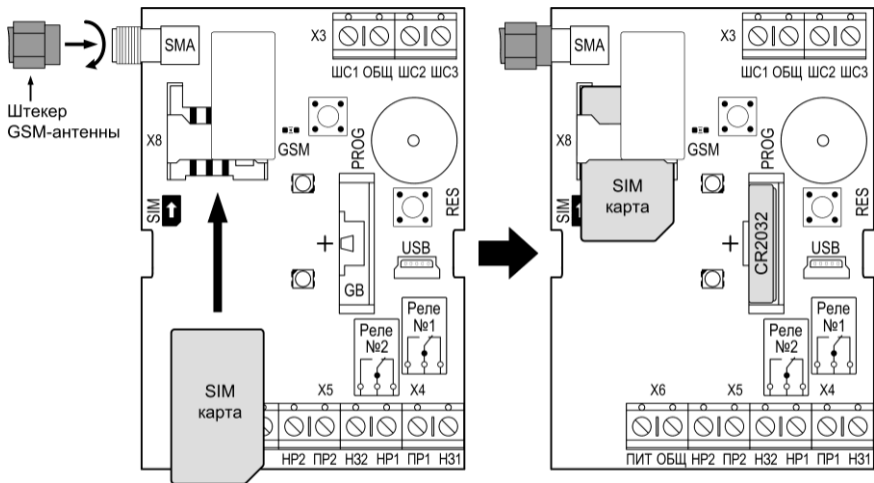 Штекер
GSM-антенны
SMA
X3
ШС1 ОБЩ ШС2 ШС3
X8
GSM
PROG
SIM
RES
USB
+
GB
Реле
№1
Реле
№2
SIM
карта
X5
X4
НР2 ПР2 НЗ2 НР1 ПР1 НЗ1
SMA
X3
ШС1 ОБЩ ШС2 ШС3
X8
GSM
PROG
SIM
карта
SIM
RES
USB
+
CR2032
Реле
№1
Реле
№2
X6
X5
X4
ПИТ ОБЩ НР2 ПР2 НЗ2 НР1 ПР1 НЗ1